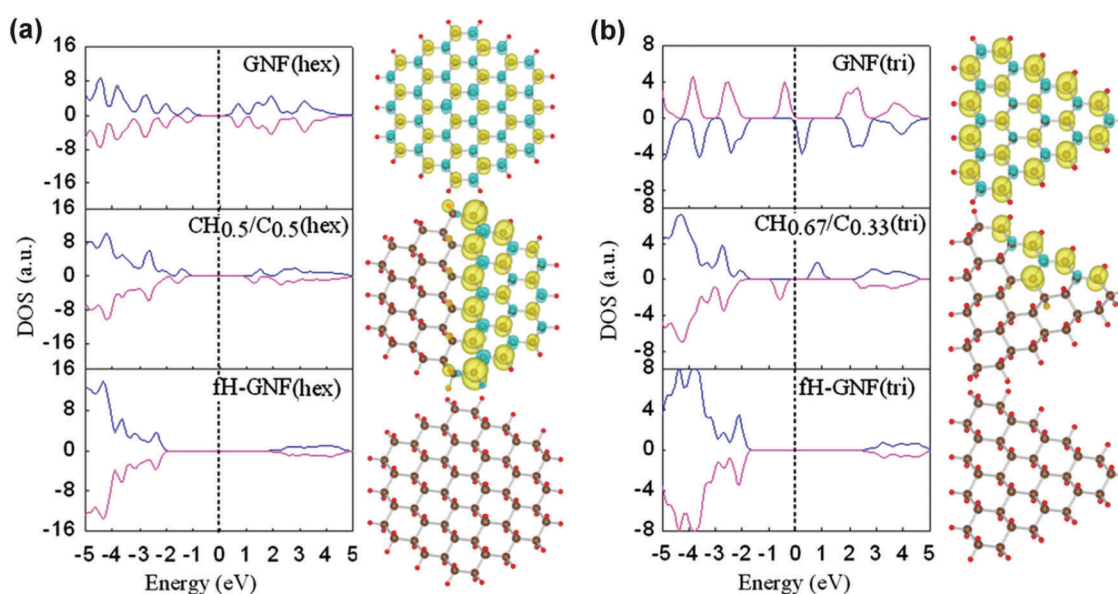 (a)
16
8
0
-8
-16
GNF(hex)
16
8
0
-8
-16
CH0.5/C0.5(hex)
16
8
0
-8
-16
fH-GNF(hex)
DOS (a.u.)
-5 -4 -3 -2 -1 0 1 2 3 4 5
Energy (eV)
(b)
8
4
0
-4
-8
GNF(tri)
8
4
0
-4
-8
CH0.67/C0.33(tri)
8
4
0
-4
-8
fH-GNF(tri)
DOS (a.u.)
-5 -4 -3 -2 -1 0 1 2 3 4 5
Energy (eV)